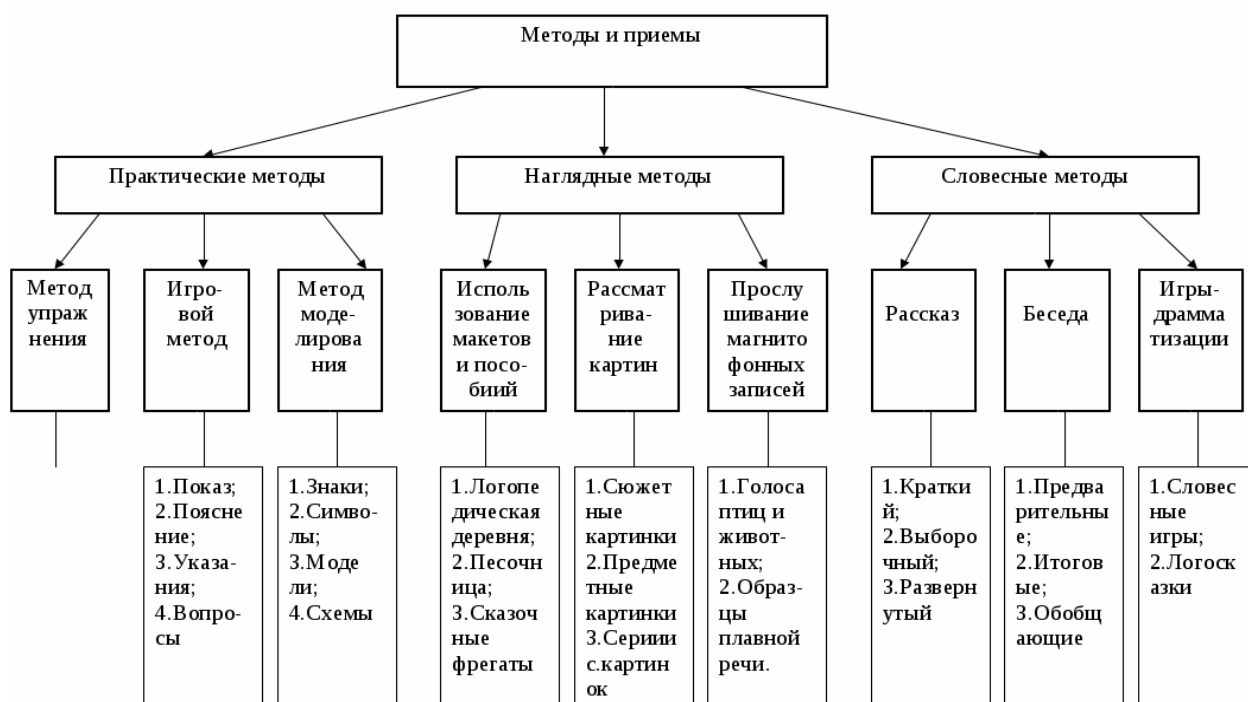 Методы и приемы
Практические методы
Наглядные методы
Словесные методы
Метод
упраж
нения
Игро-
вой
метод
Метод
моде-
лирова
ния
Исполь
зование
макетов
и посо-
биий
Рассмат
рива-
ние
картин
Прослу
шивание
магнито
фонных
записей
Рассказ
Беседа
Игры-
драмма
тизации
1.Показ;
2.Поясне
ние;
3.Указа-
ния;
4.Вопро-
сы
1.Знаки;
2.Симво-
лы;
3.Моде
ли;
4.Схемы
1.Логопе
дическая
деревня;
2.Песочн
ица;
3.Сказоч
ные
фрегаты
1.Сюжет
ные
картинки
2.Предме
тные
картинки
3.Сериии
с.картин
ок
1.Голоса
птиц и
живот-
ных;
2.Образ-
цы
плавной
речи.
1.Кратки
й;
2.Выборо
чный;
3.Разверн
утый
1.Предва
рительны
е;
2.Итогов
ые;
3.Обобщ
ающие
1.Словес
ные
игры;
2.Логоск
азки